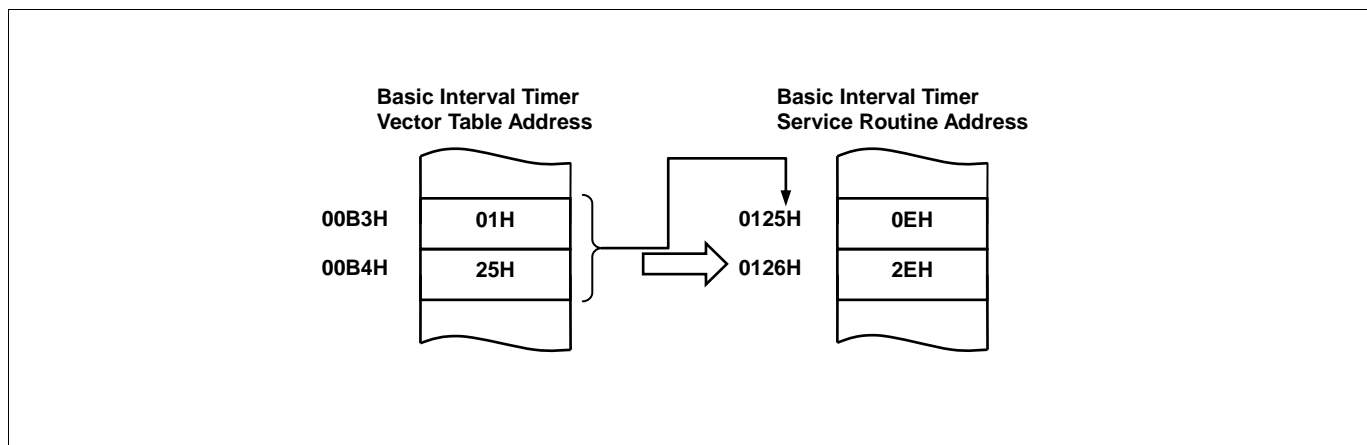 Basic Interval Timer
Vector Table Address
Basic Interval Timer
Service Routine Address
00B3H
01H
0125H
0EH
00B4H
25H
0126H
2EH